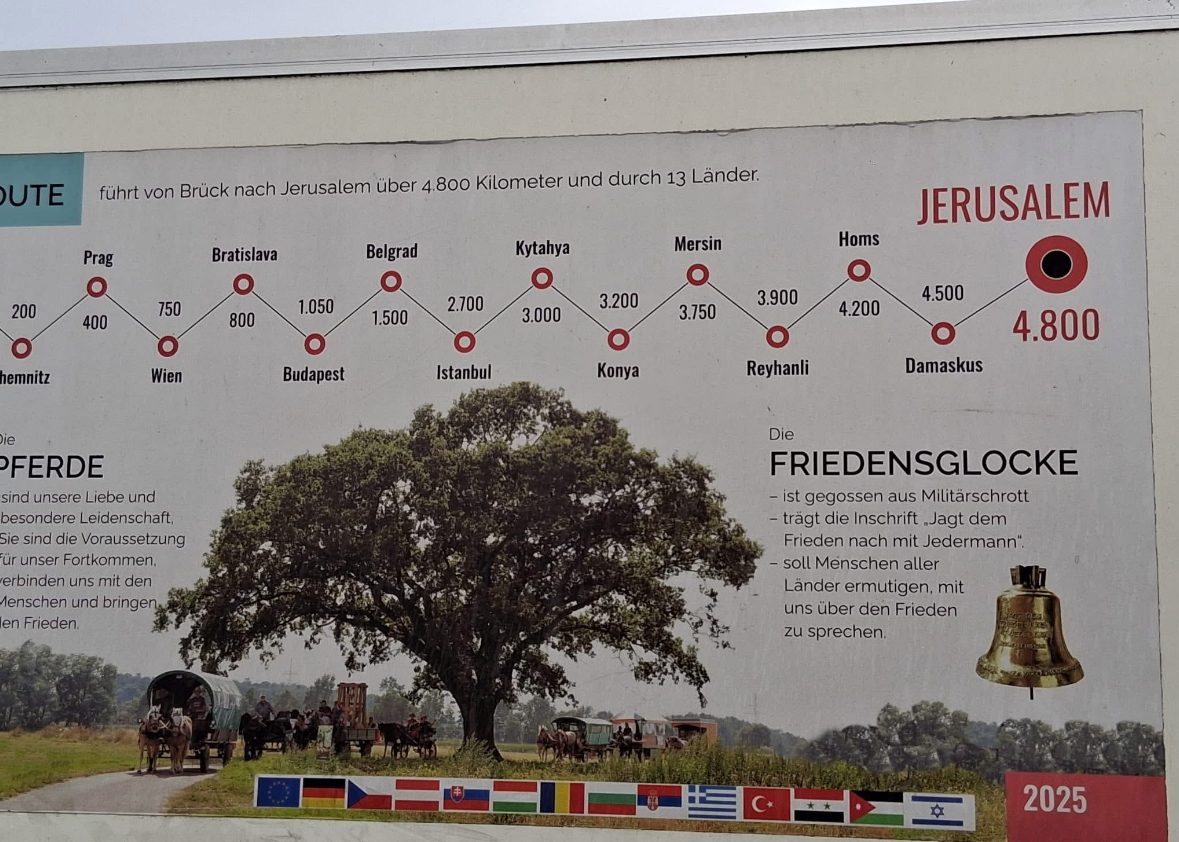 OUTE
führt von Brück nach Jerusalem über 4.800 Kilometer und durch 13 Länder.
JERUSALEM
4.800
Prag
Bratislava
Belgrad
Kytahya
Mersin
Homs
200
400
750
800
1.050
1.500
2.700
3.000
3.200
3.750
3.900
4.200
4.500
hemnitz
Wien
Budapest
Istanbul
Konya
Reyhanli
Damaskus
Die
PFERDE
sind unsere Liebe und
besondere Leidenschaft,
Sie sind die Voraussetzung
für unser Fortkommen,
verbinden uns mit den
Menschen und bringen
den Frieden.
Die
FRIEDENSGLOCKE
– ist gegossen aus Militärschrott
– trägt die Inschrift „Jagt dem
Frieden nach mit Jedermann“.
– soll Menschen aller
Länder ermutigen, mit
uns über den Frieden
zu sprechen.
2025